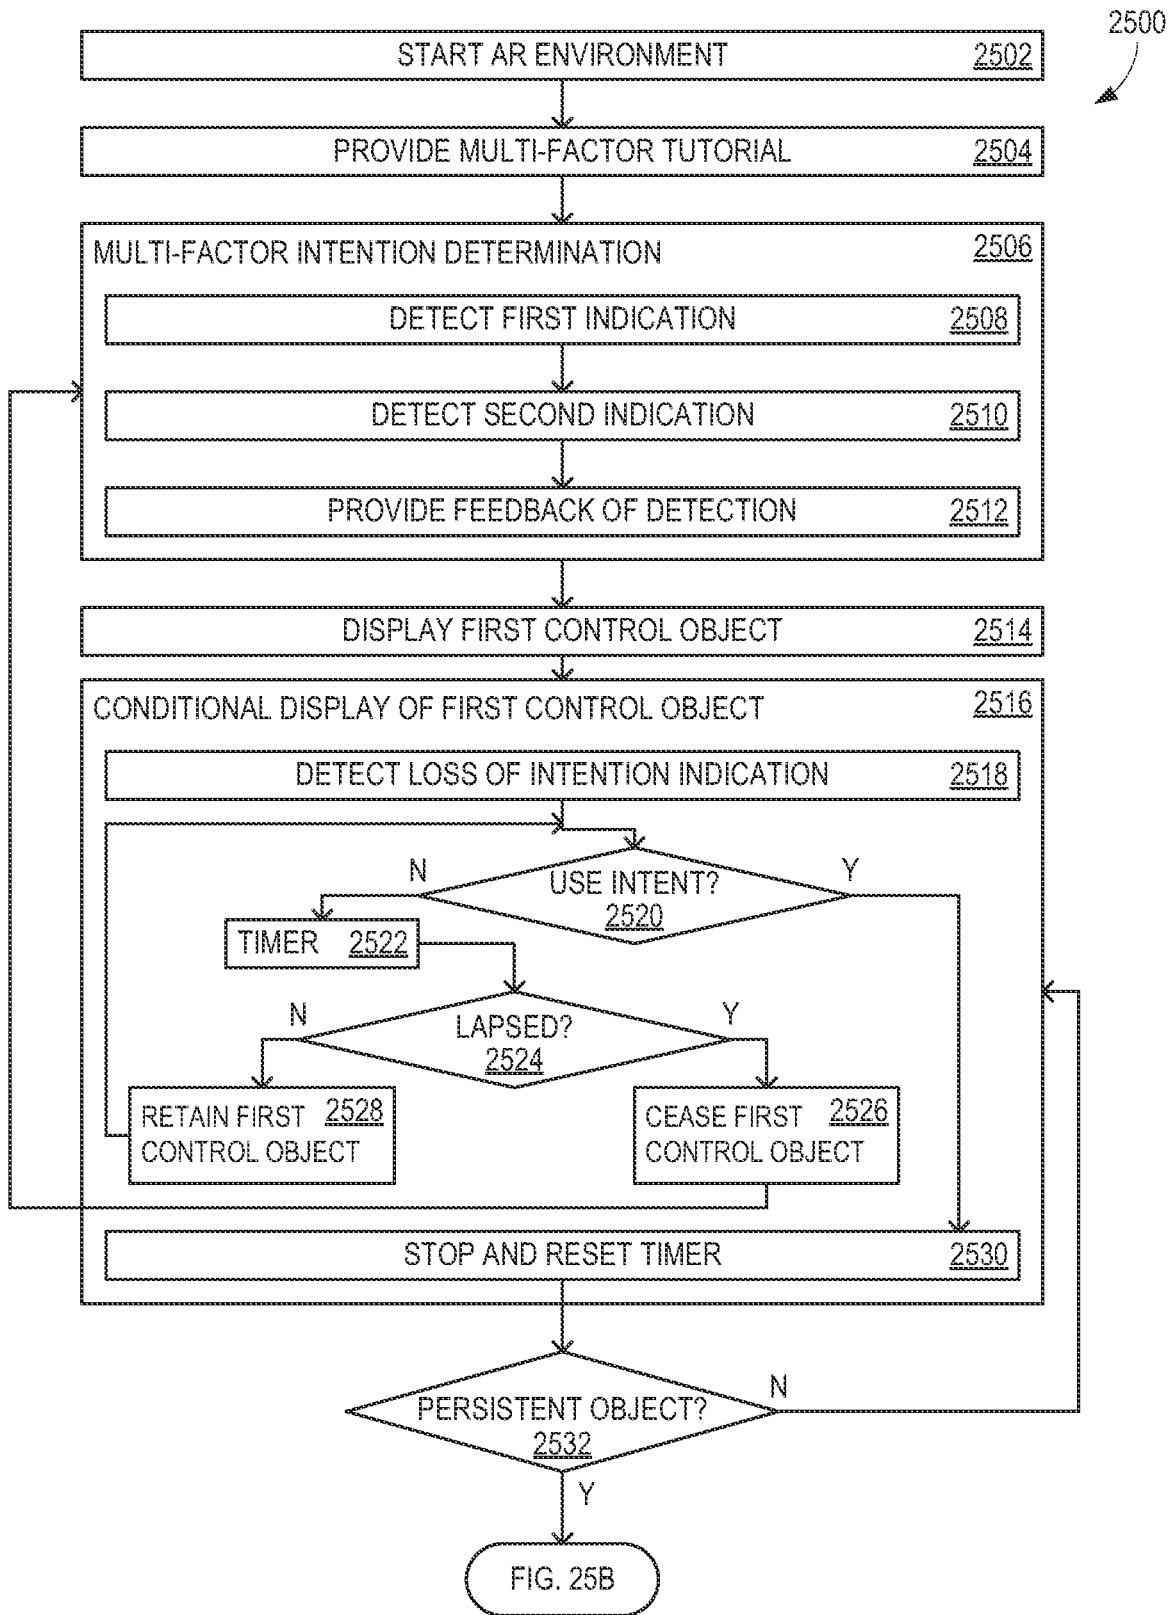 2500
START AR ENVIRONMENT 2502
PROVIDE MULTI-FACTOR TUTORIAL 2504
MULTI-FACTOR INTENTION DETERMINATION 2506
DETECT FIRST INDICATION 2508
DETECT SECOND INDICATION 2510
PROVIDE FEEDBACK OF DETECTION 2512
DISPLAY FIRST CONTROL OBJECT 2514
CONDITIONAL DISPLAY OF FIRST CONTROL OBJECT 2516
DETECT LOSS OF INTENTION INDICATION 2518
N
Y
USE INTENT?
2520
TIMER 2522
N
Y
LAPSED?
2524
RETAIN FIRST 2528
CONTROL OBJECT
CEASE FIRST 2526
CONTROL OBJECT
STOP AND RESET TIMER 2530
N
PERSISTENT OBJECT?
2532
Y
FIG. 25B